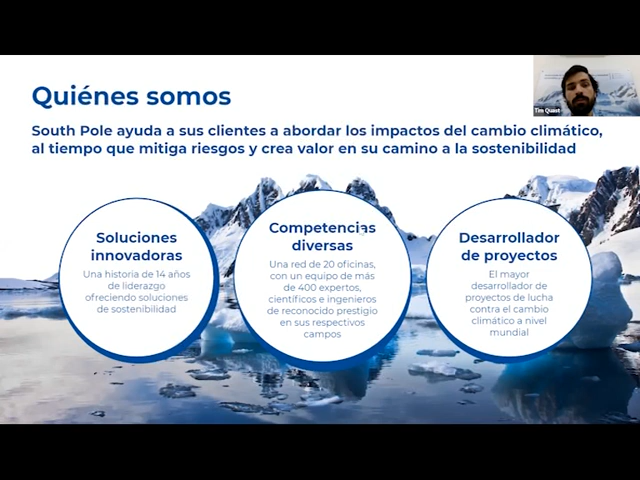 Quiénes somos
South Pole ayuda a sus clientes a abordar los impactos del cambio climático,
al tiempo que mitiga riesgos y crea valor en su camino a la sostenibilidad
Soluciones
innovadoras
Una historia de 14 años
de liderazgo
ofreciendo soluciones
de sostenibilidad
Competencias
diversas
Una red de 20 oficinas,
con un equipo de más
de 400 expertos,
científicos e ingenieros
de reconocido prestigio
en sus respectivos
campos
Desarrollador
de proyectos
El mayor
desarrollador de
proyectos de lucha
contra el cambio
climático a nivel
mundial
Tim Quast